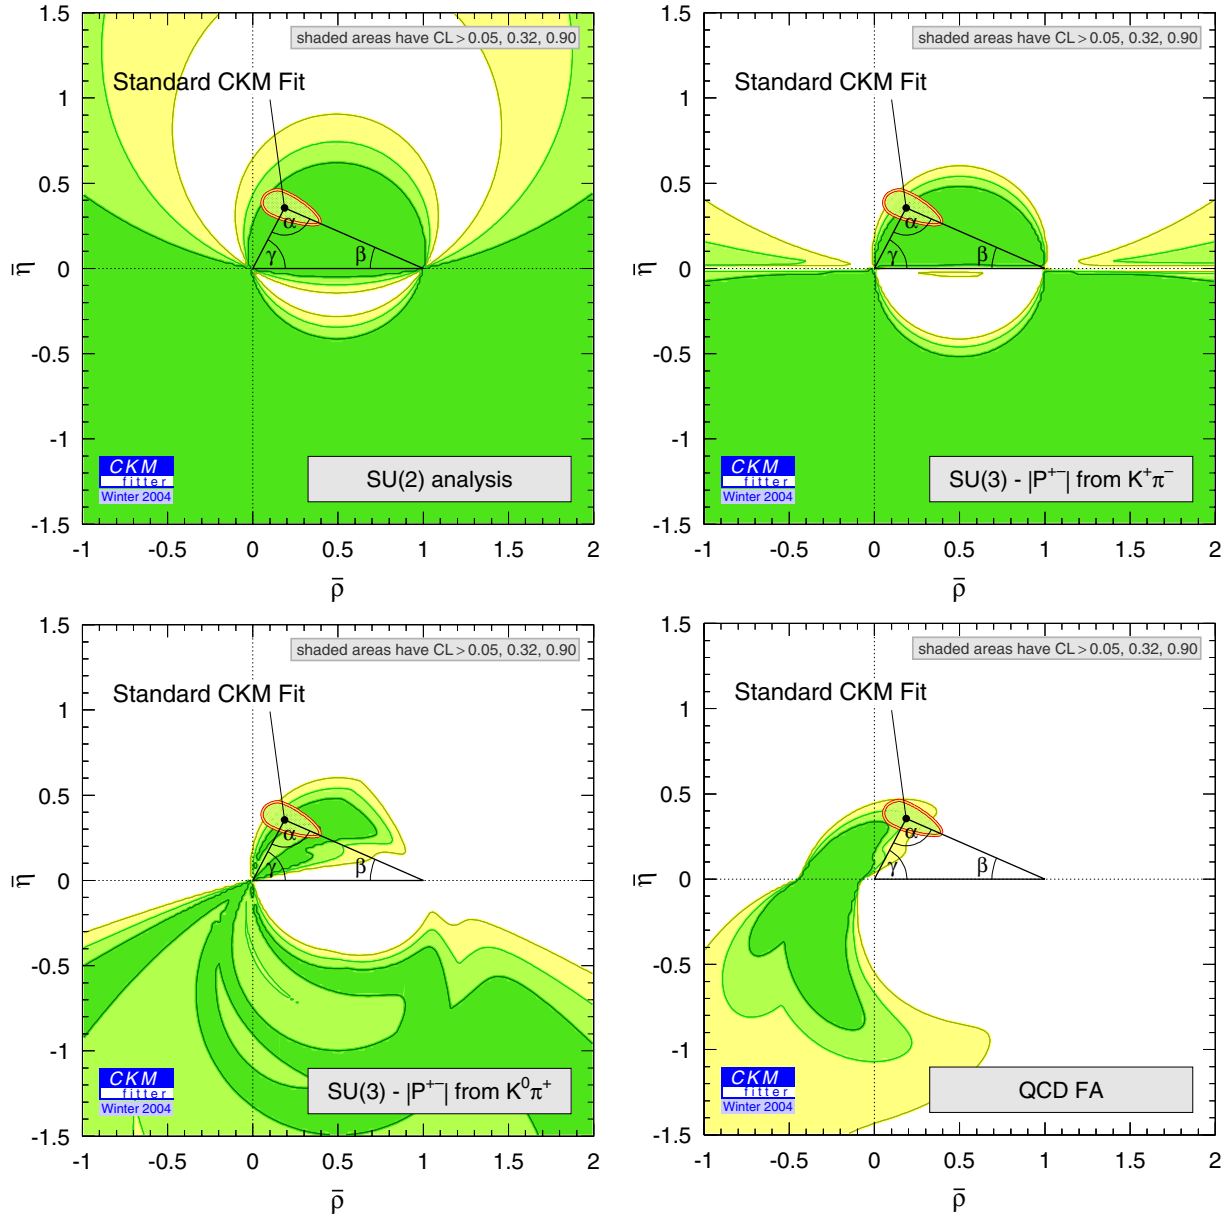 1.5
shaded areas have CL > 0.05, 0.32, 0.90
Standard CKM Fit
1
0.5
α
γ
β
η̄
0
-0.5
-1
CKM
fitter
Winter 2004
SU(2) analysis
-1.5
-1 -0.5 0 0.5 1 1.5 2
ρ̄
1.5
shaded areas have CL > 0.05, 0.32, 0.90
Standard CKM Fit
1
0.5
α
γ
β
η̄
0
-0.5
-1
CKM
fitter
Winter 2004
SU(3) - |P⁺⁻| from K⁺π⁻
-1.5
-1 -0.5 0 0.5 1 1.5 2
ρ̄
1.5
shaded areas have CL > 0.05, 0.32, 0.90
Standard CKM Fit
1
0.5
α
γ
β
η̄
0
-0.5
-1
CKM
fitter
Winter 2004
SU(3) - |P⁺⁻| from K⁰π⁺
-1.5
-1 -0.5 0 0.5 1 1.5 2
ρ̄
1.5
shaded areas have CL > 0.05, 0.32, 0.90
Standard CKM Fit
1
0.5
α
γ
β
η̄
0
-0.5
-1
CKM
fitter
Winter 2004
QCD FA
-1.5
-1 -0.5 0 0.5 1 1.5 2
ρ̄